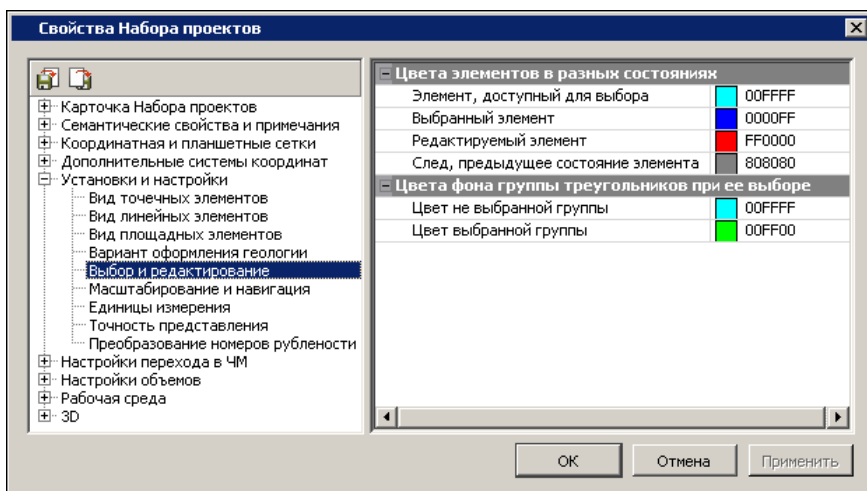 Свойства Набора проектов
Карточка Набора проектов
Семантические свойства и примечания
Координатная и планшетные сетки
Дополнительные системы координат
Установки и настройки
Вид точечных элементов
Вид линейных элементов
Вид площадных элементов
Вариант оформления геологии
Выбор и редактирование
Масштабирование и навигация
Единицы измерения
Точность представления
Преобразование номеров рублености
Настройки перехода в ЧМ
Настройки объемов
Рабочая среда
3D
Цвета элементов в разных состояниях
Элемент, доступный для выбора 00FFFF
Выбранный элемент 0000FF
Редактируемый элемент FF0000
След, предыдущее состояние элемента 808080
Цвета фона группы треугольников при ее выборе
Цвет не выбранной группы 00FFFF
Цвет выбранной группы 00FF00
ОК Отмена Применить